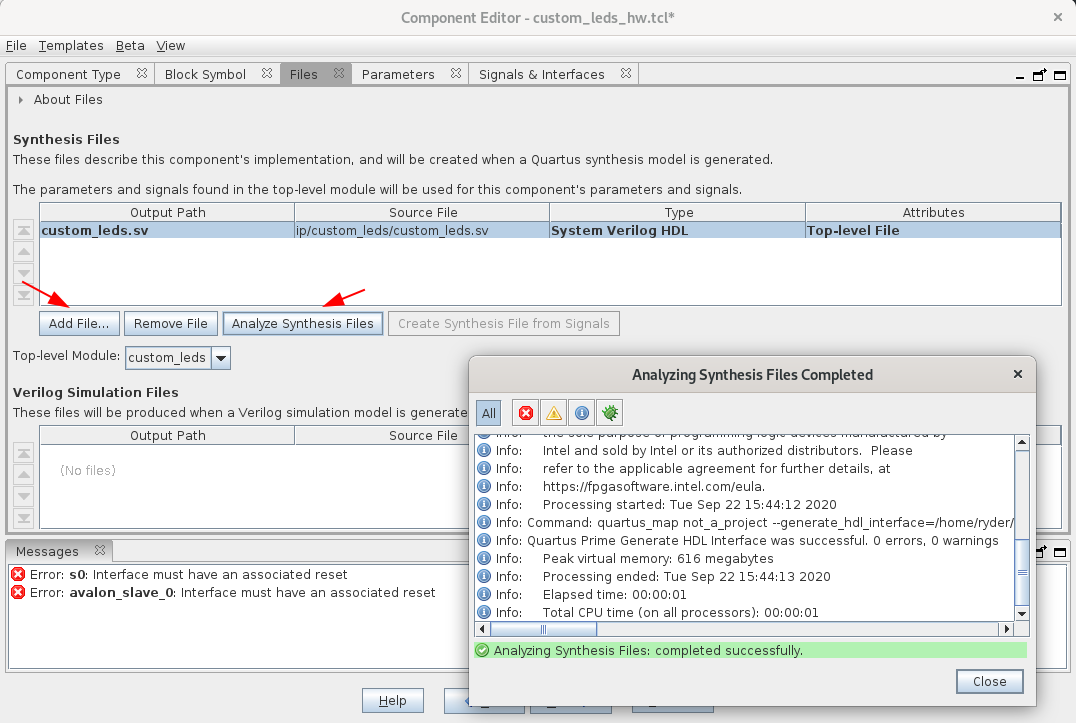 Component Editor - custom_leds_hw.tcl*
File Templates Beta View
Component Type Block Symbol Files Parameters Signals & Interfaces
About Files
Synthesis Files
These files describe this component's implementation, and will be created when a Quartus synthesis model is generated.
The parameters and signals found in the top-level module will be used for this component's parameters and signals.
Output Path Source File Type Attributes
custom_leds.sv ip/custom_leds/custom_leds.sv System Verilog HDL Top-level File
Add File... Remove File Analyze Synthesis Files Create Synthesis File from Signals
Top-level Module: custom_leds
Verilog Simulation Files
These files will be produced when a Verilog simulation model is generate
Output Path Source File
(No files)
Messages
Error: s0: Interface must have an associated reset
Error: avalon_slave_0: Interface must have an associated reset
Help
Analyzing Synthesis Files Completed
All
Info: the sole purpose of programming logic devices manufactured by
Info: Intel and sold by Intel or its authorized distributors. Please
Info: refer to the applicable agreement for further details, at
Info: https://fpgasoftware.intel.com/eula.
Info: Processing started: Tue Sep 22 15:44:12 2020
Info: Command: quartus_map not_a_project --generate_hdl_interface=/home/ryder/
Info: Quartus Prime Generate HDL Interface was successful. 0 errors, 0 warnings
Info: Peak virtual memory: 616 megabytes
Info: Processing ended: Tue Sep 22 15:44:13 2020
Info: Elapsed time: 00:00:01
Info: Total CPU time (on all processors): 00:00:01
Analyzing Synthesis Files: completed successfully.
Close